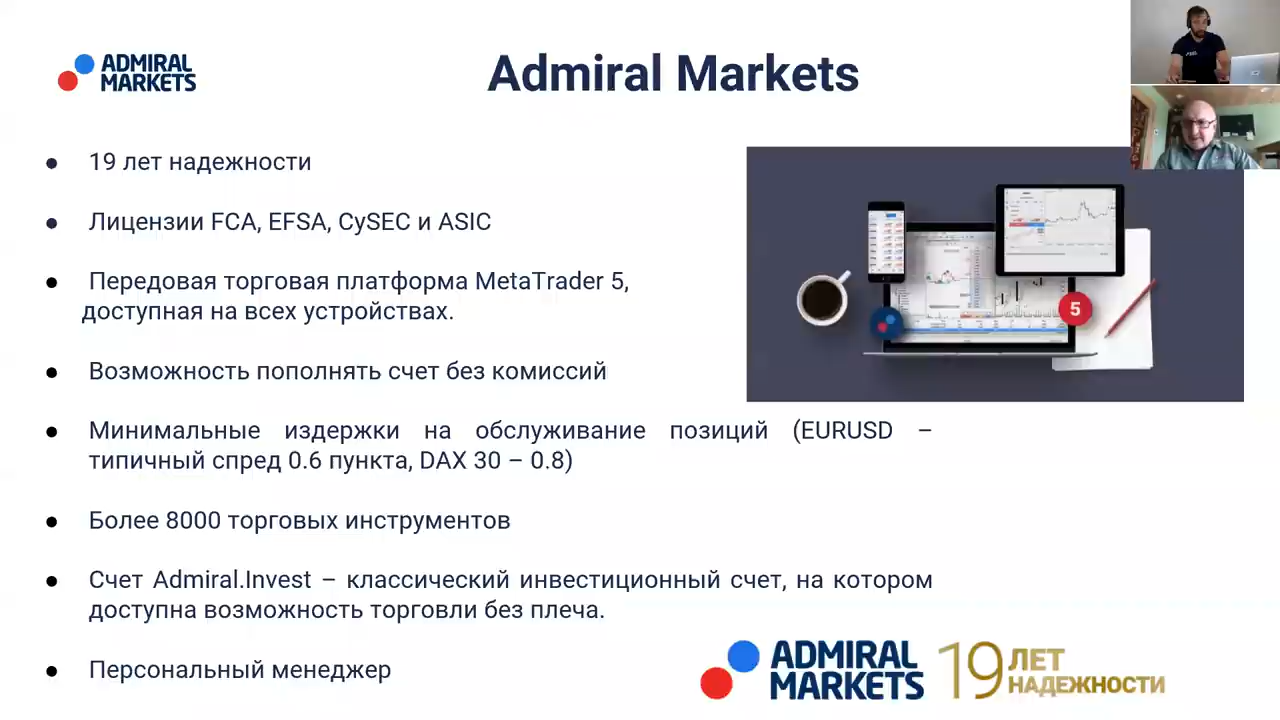 ADMIRAL
MARKETS
Admiral Markets
19 лет надежности
Лицензии FCA, EFSA, CySEC и ASIC
Передовая торговая платформа MetaTrader 5,
доступная на всех устройствах.
Возможность пополнять счет без комиссий
Минимальные издержки на обслуживание позиций (EURUSD –
типичный спред 0.6 пункта, DAX 30 – 0.8)
Более 8000 торговых инструментов
Счет Admiral.Invest – классический инвестиционный счет, на котором
доступна возможность торговли без плеча.
Персональный менеджер
5
ADMIRAL
MARKETS
19 ЛЕТ
НАДЕЖНОСТИ